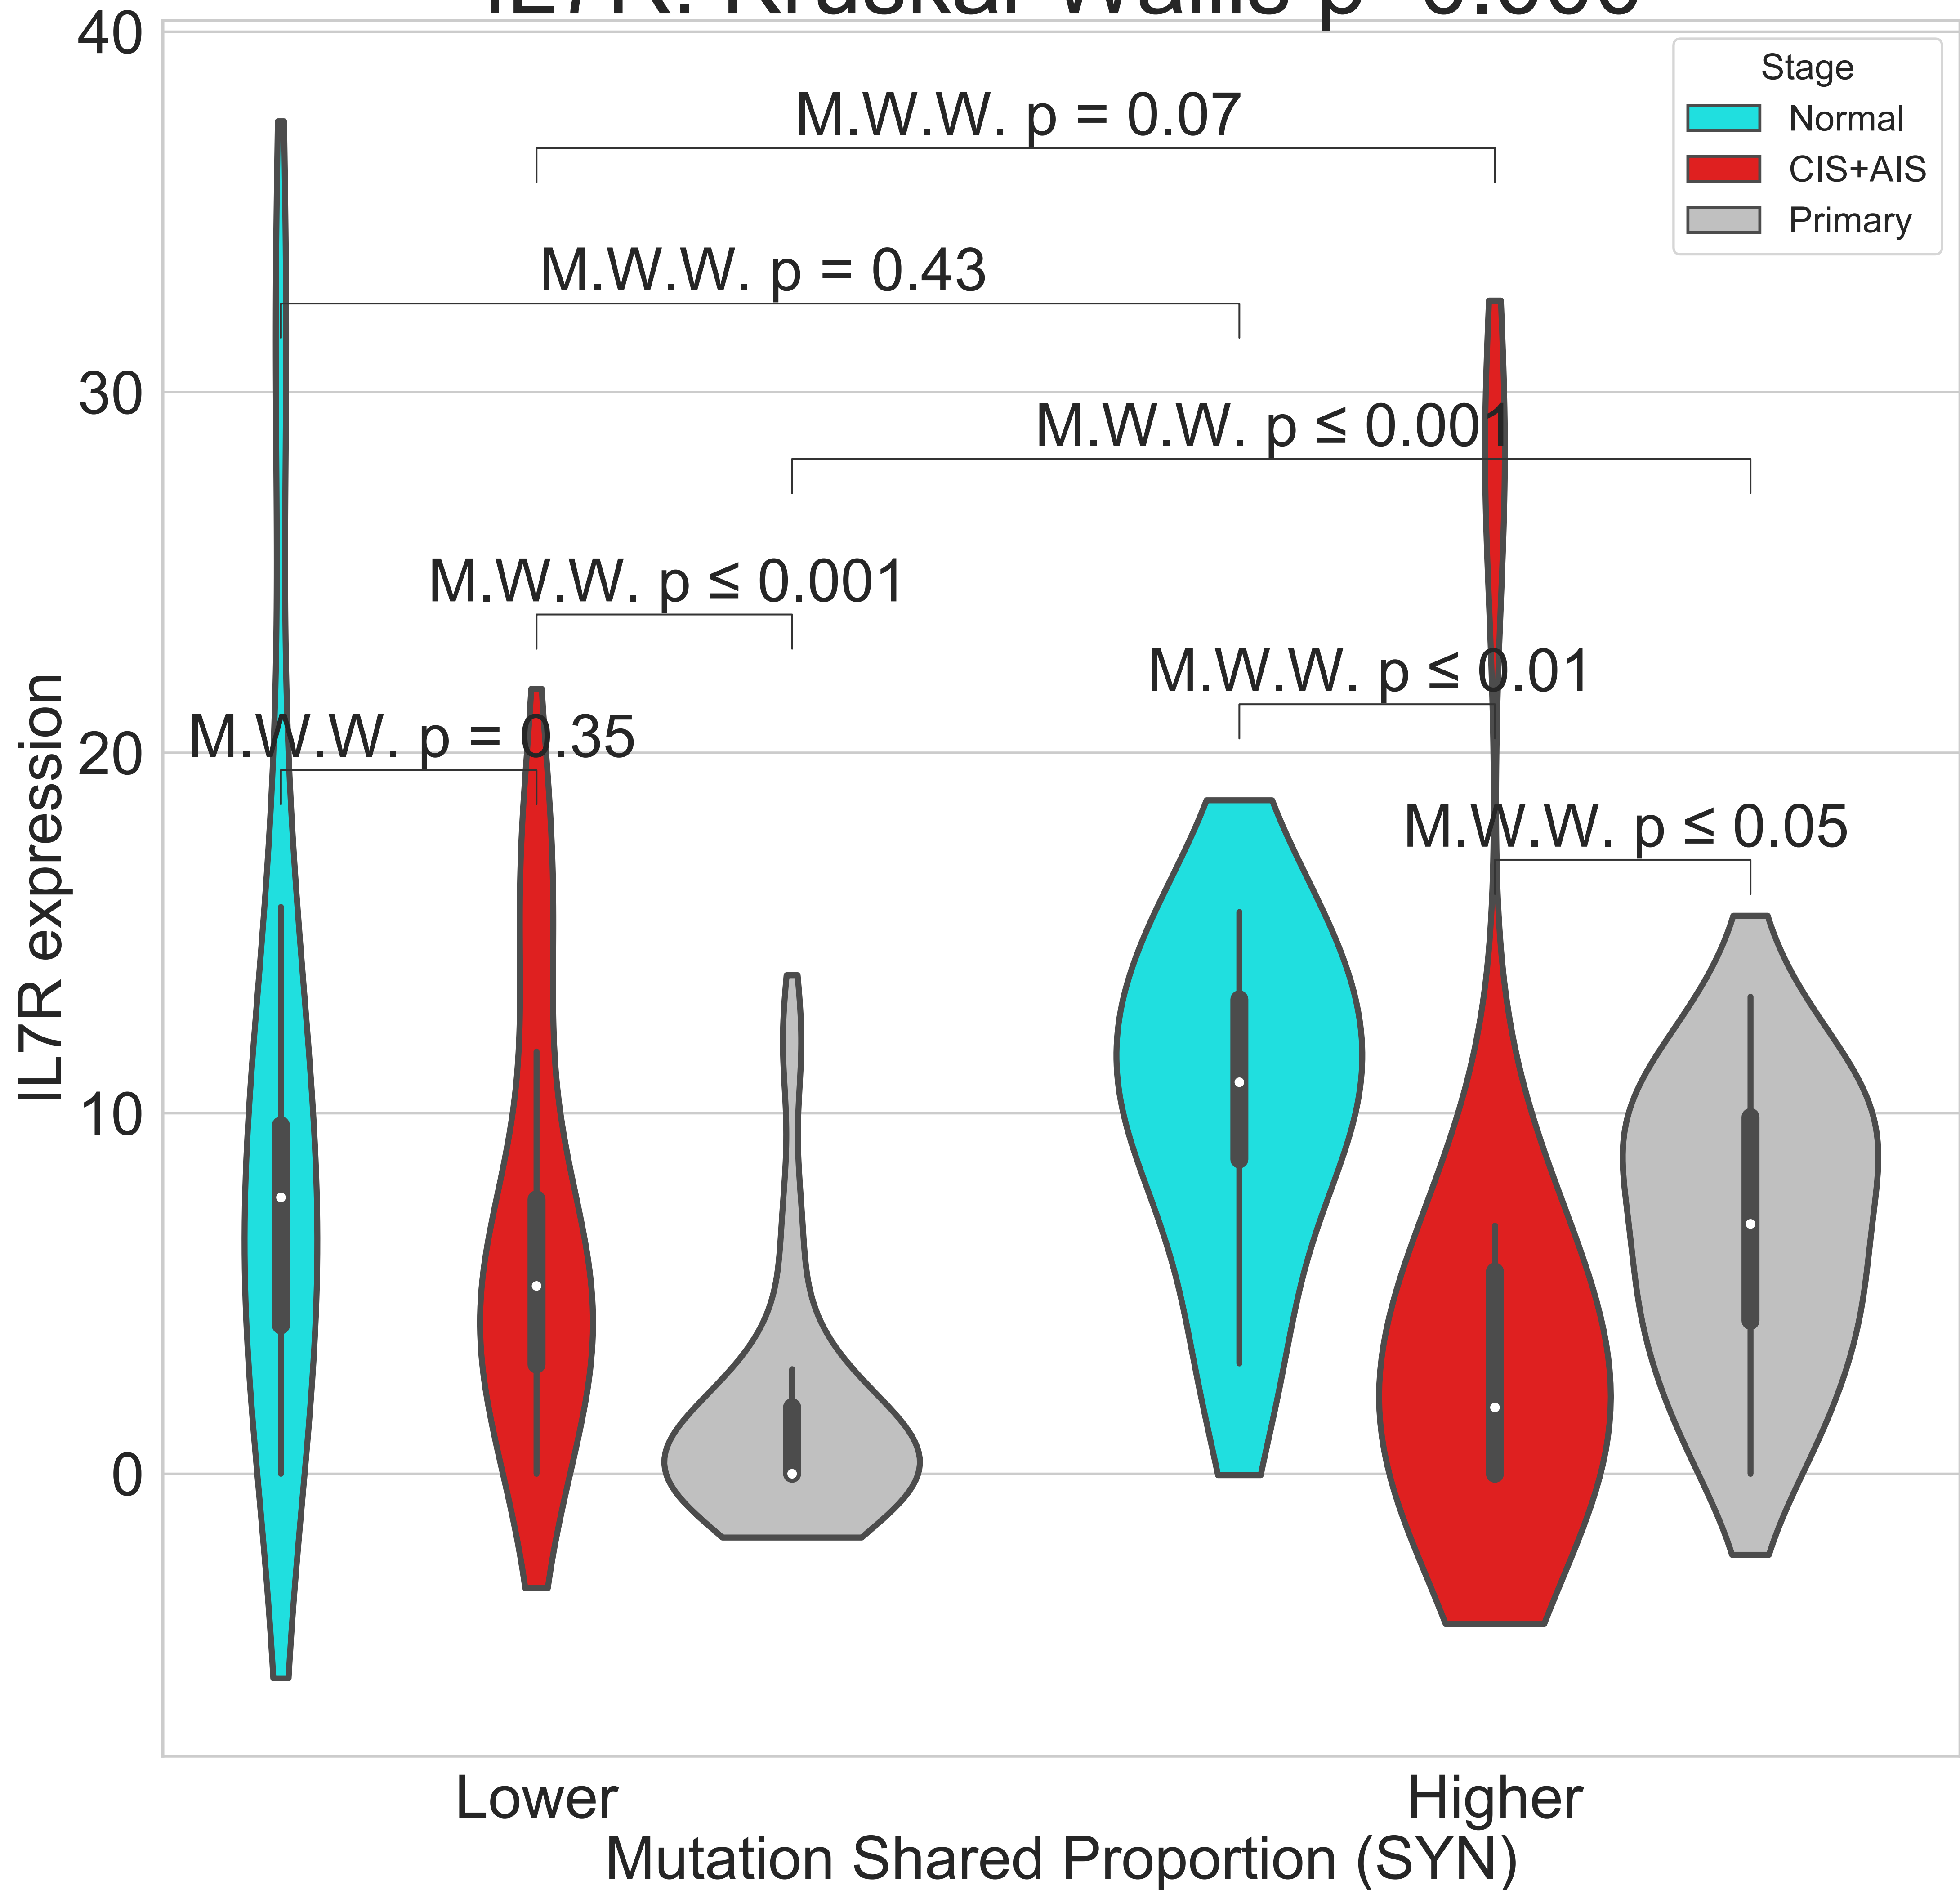 40
Stage
Normal
CIS+AIS
Primary
M.W.W. p = 0.07
M.W.W. p = 0.43
30
M.W.W. p ≤ 0.001
M.W.W. p ≤ 0.001
M.W.W. p ≤ 0.01
M.W.W. p = 0.35
20
M.W.W. p ≤ 0.05
IL7R expression
10
0
Lower
Higher
Mutation Shared Proportion (SYN)